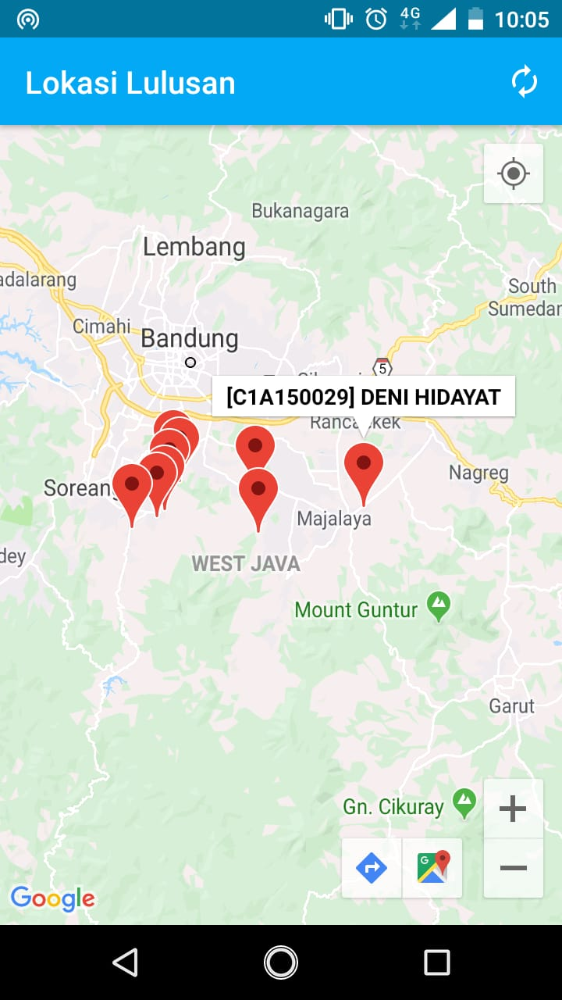 4G
10:05
Lokasi Lulusan
Bukanagara
Lembang
adalarang
South
Sumedan
Cimahi
Bandung
5
[C1A150029] DENI HIDAYAT
Nagreg
Soreang
Majalaya
dey
WEST JAVA
Mount Guntur
Garut
Gn. Cikuray
G
Google